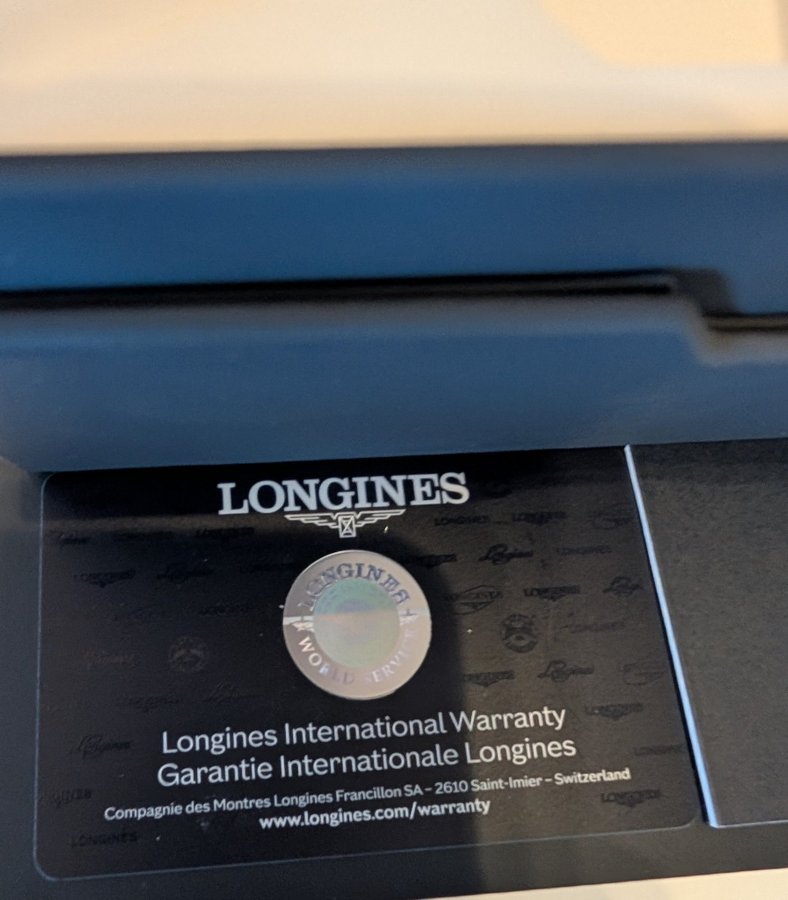 LONGINES
LONGINES
WORLD SERVICE
Longines International Warranty
Garantie Internationale Longines
Compagnie des Montres Longines Francillon SA – 2610 Saint-Imier – Switzerland
www.longines.com/warranty